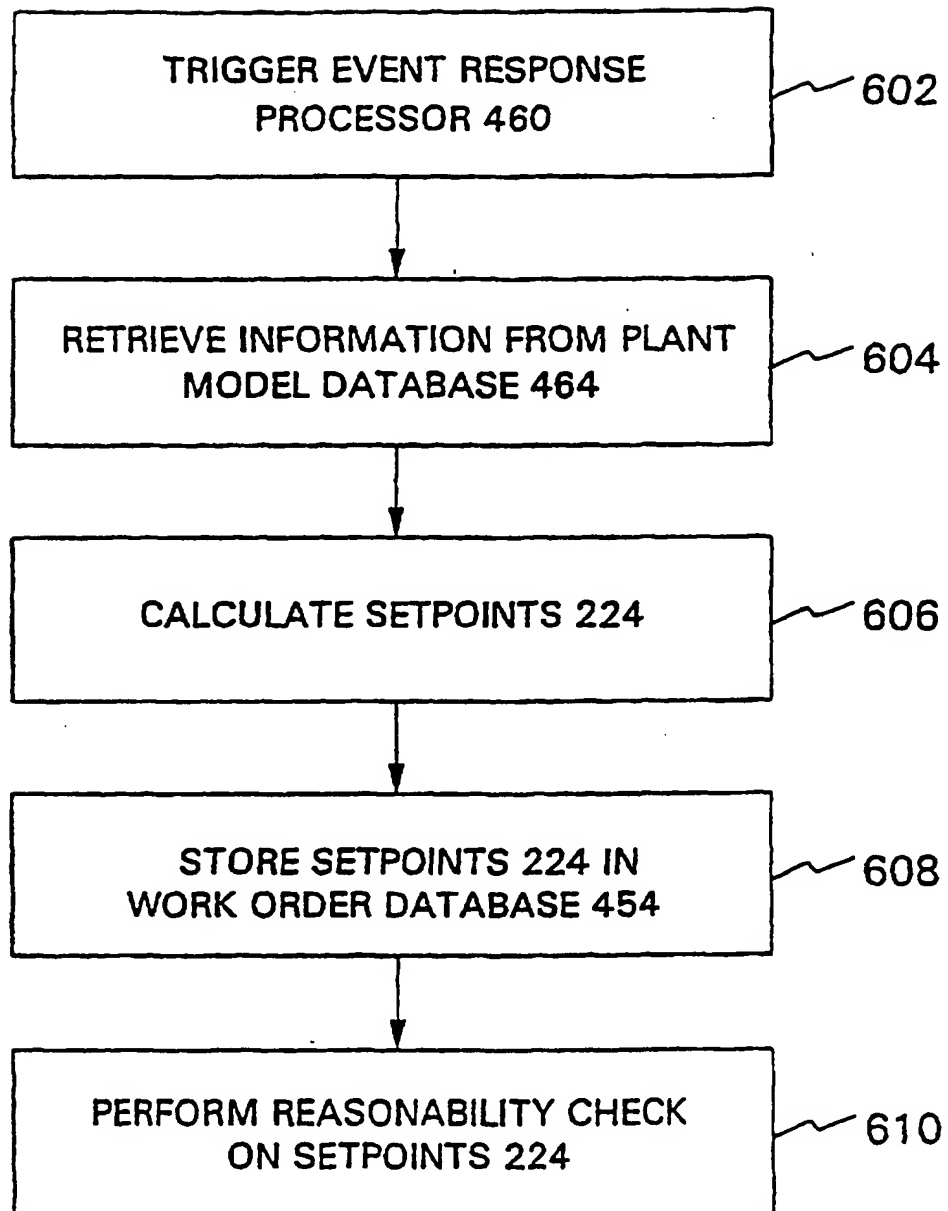 TRIGGER EVENT RESPONSE
PROCESSOR 460
602
RETRIEVE INFORMATION FROM PLANT
MODEL DATABASE 464
604
CALCULATE SETPOINTS 224
606
STORE SETPOINTS 224 IN
WORK ORDER DATABASE 454
608
PERFORM REASONABILITY CHECK
ON SETPOINTS 224
610